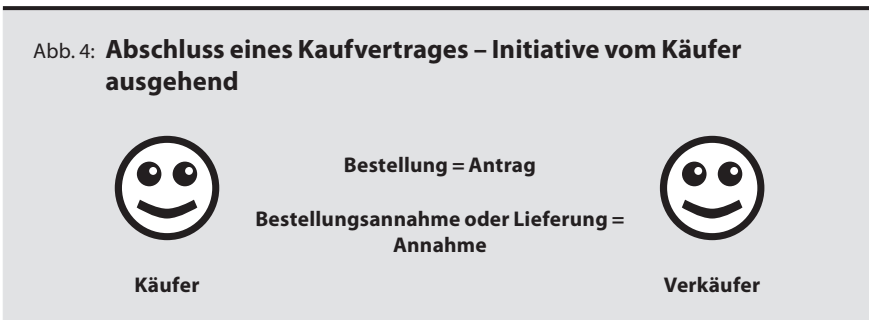 Abb. 4: Abschluss eines Kaufvertrages – Initiative vom Käufer
ausgehend
Bestellung = Antrag
Bestellungsannahme oder Lieferung =
Annahme
Käufer
Verkäufer